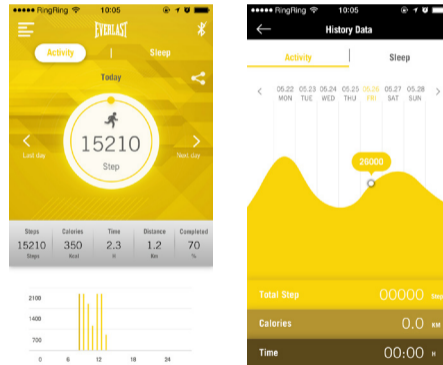 RingRing 10:05
EVERLAST
Activity | Sleep
Today
15210
Step
Last day
Next day
Steps Calories Time Distance Completed
15210 350 2.3 1.2 70
Steps Kcal H Km %
2100
1400
700
0 6 12 18 24
RingRing 10:05
History Data
Activity | Sleep
05.22 05.23 05.24 05.25 05.26 05.27 05.28
MON TUE WED THU FRI SAT SUN
26000
Total Step 00000 Step
Calories 0.0 KM
Time 00:00 H